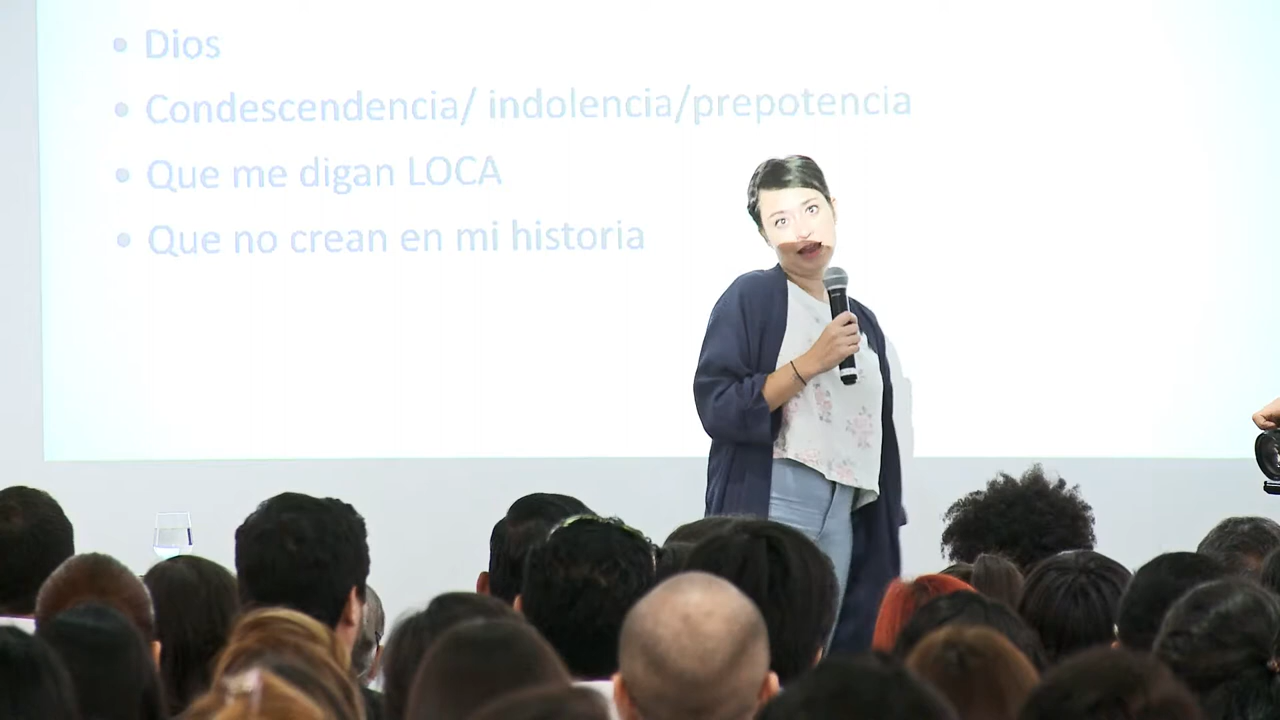 • Dios
• Condescendencia/ indolencia/prepotencia
• Que me digan LOCA
• Que no crean en mi historia